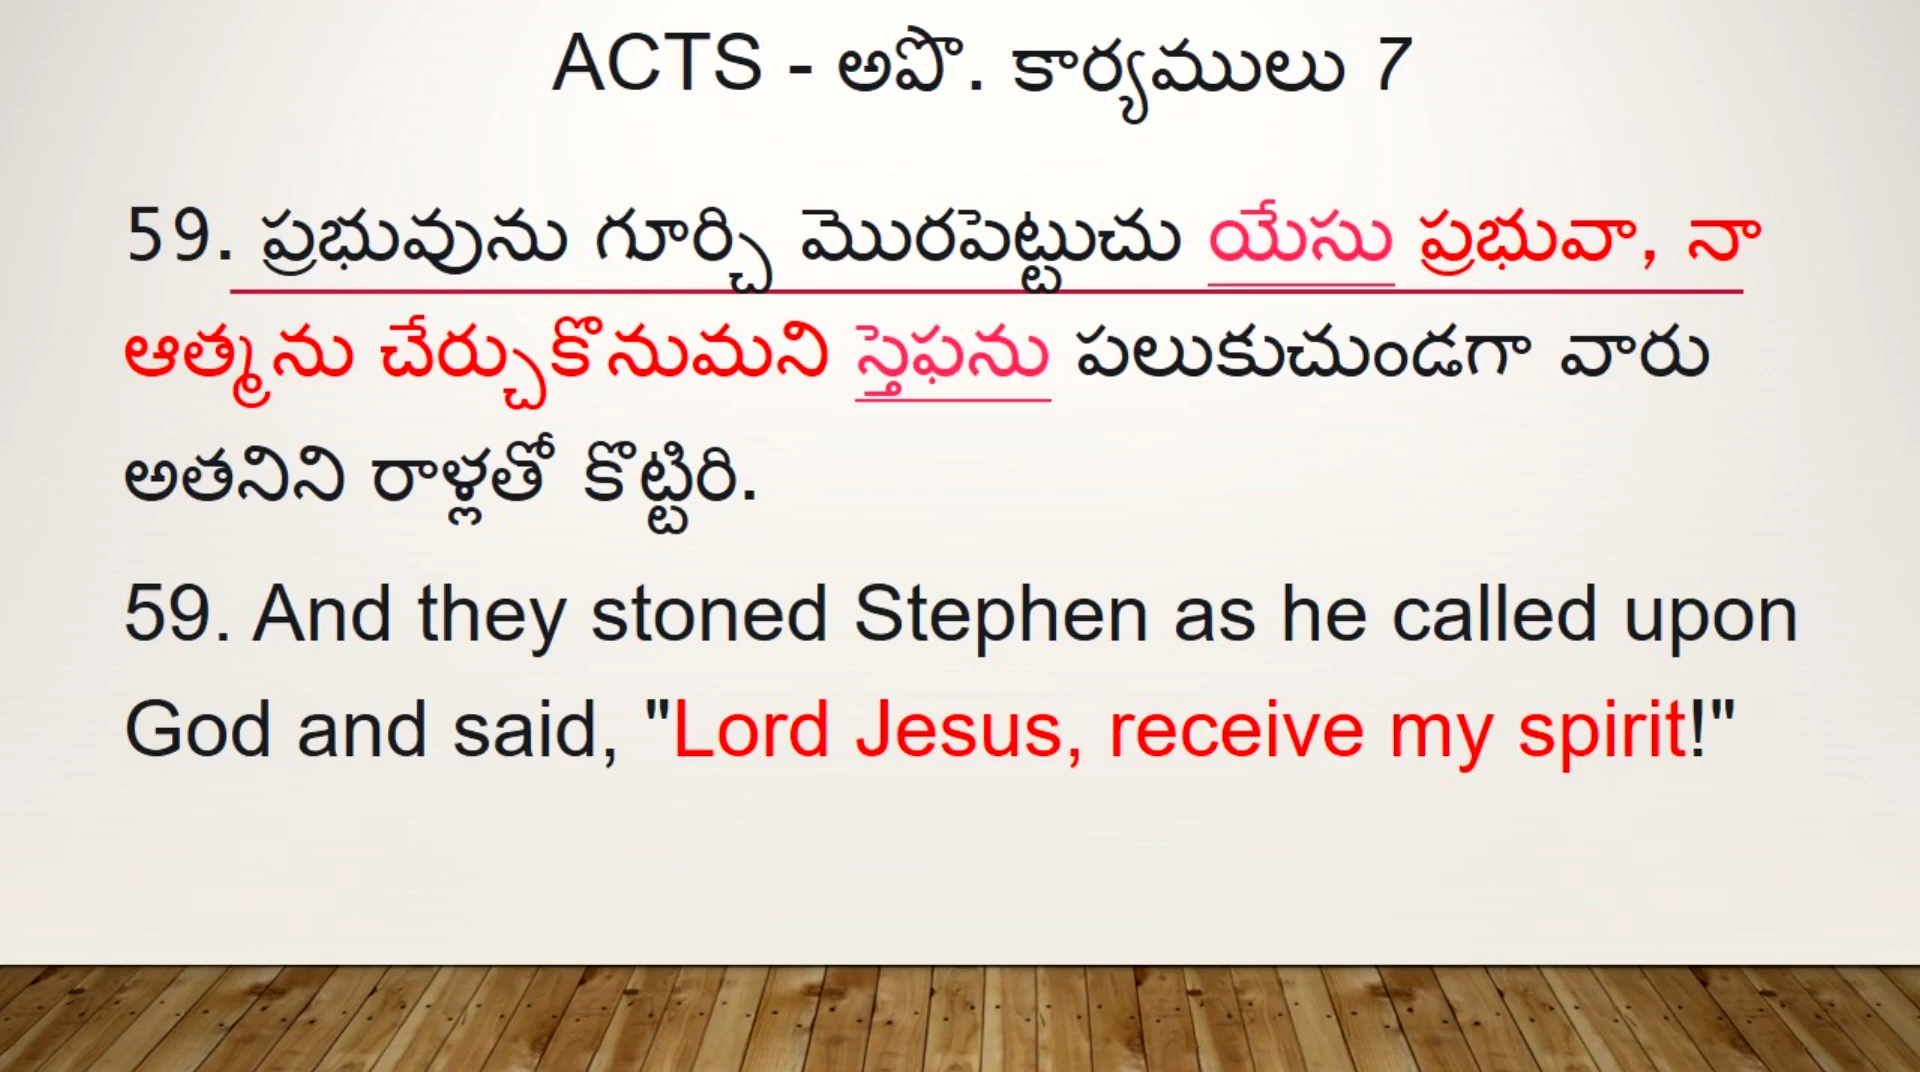 ACTS - అపొ. కార్యములు 7
59. ప్రభువును గూర్చి మొరపెట్టుచు యేసు ప్రభువా, నా
ఆత్మను చేర్చుకొనుమని స్తెఫను పలుకుచుండగా వారు
అతనిని రాళ్లతో కొట్టిరి.
59. And they stoned Stephen as he called upon
God and said, "Lord Jesus, receive my spirit!"